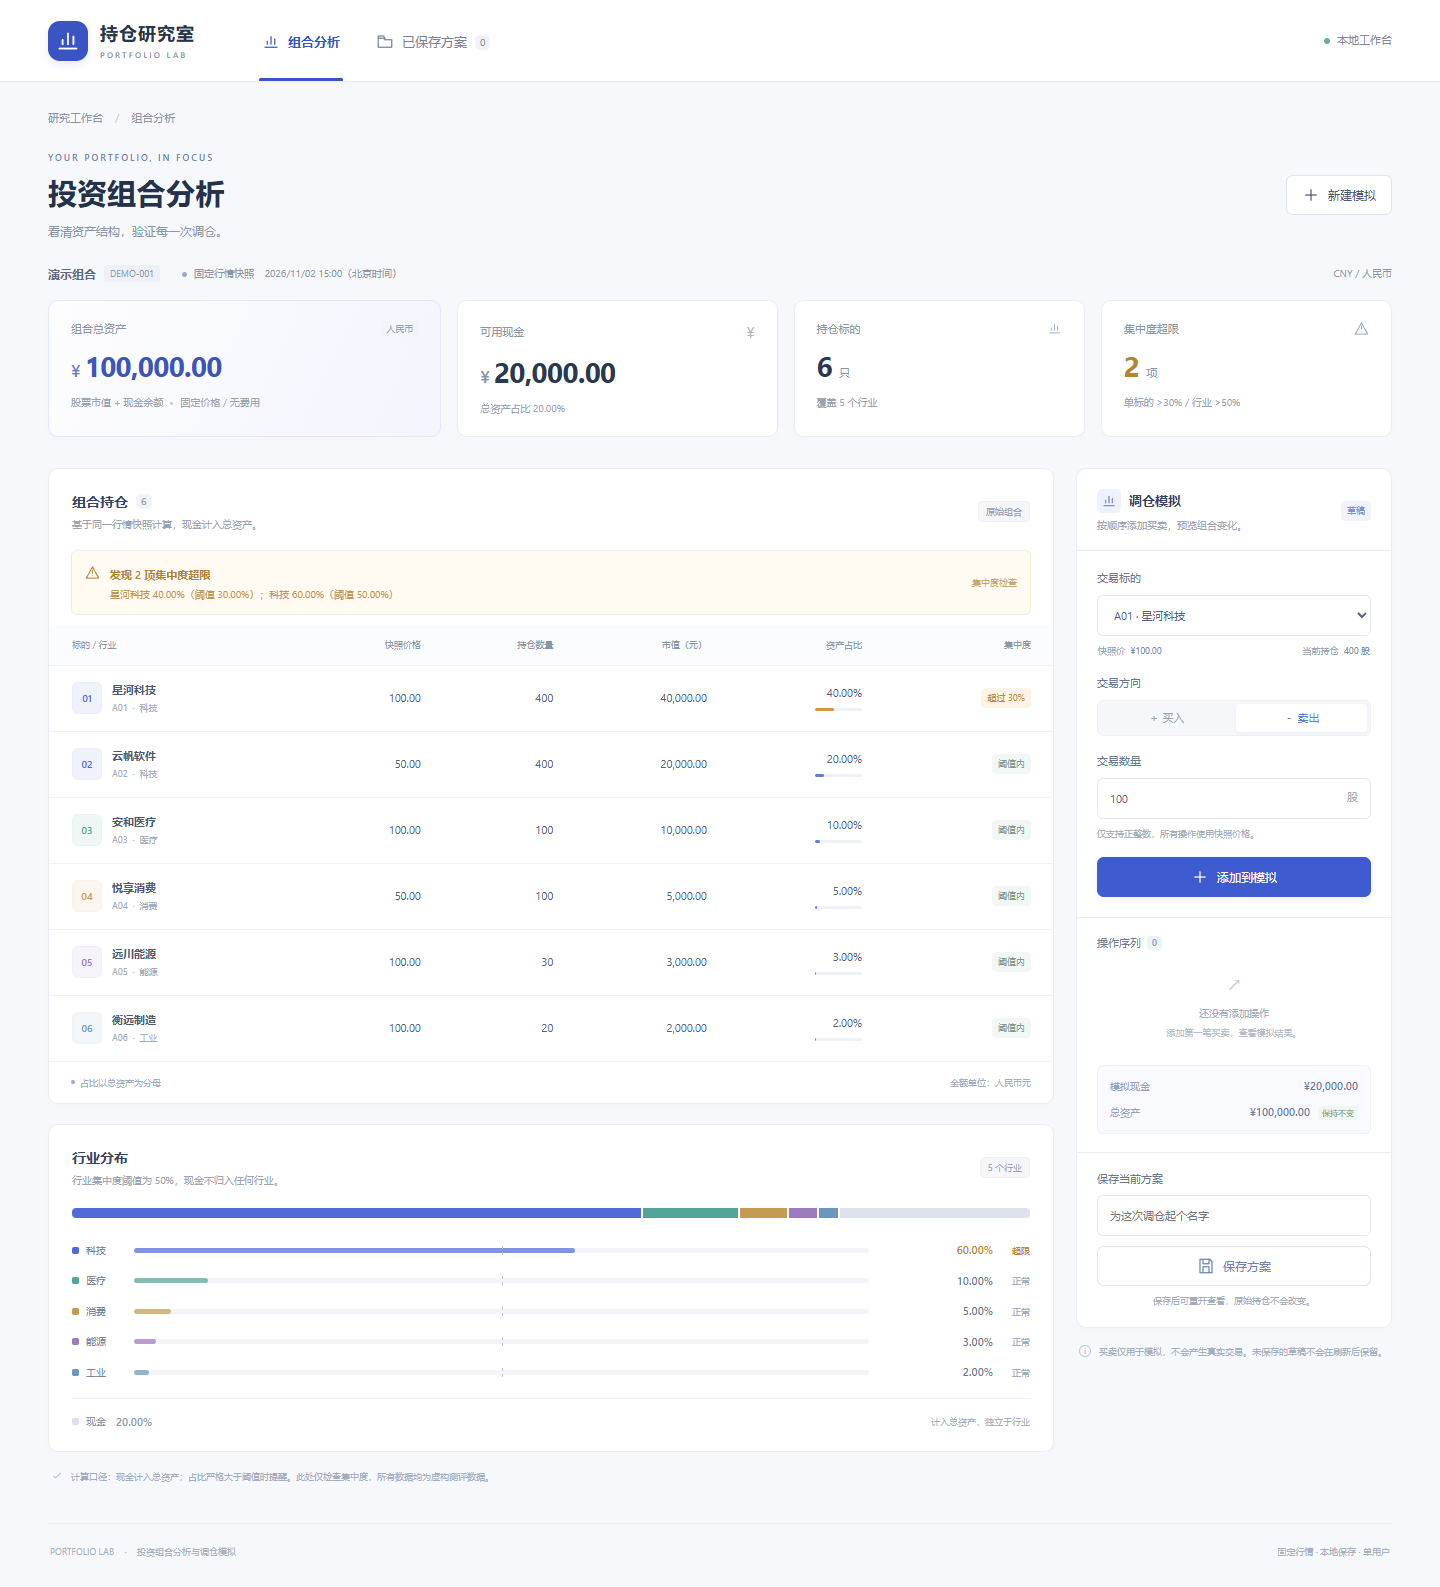 持仓研究室
PORTFOLIO LAB
组合分析
已保存方案 0
本地工作台
研究工作台 / 组合分析
YOUR PORTFOLIO, IN FOCUS
投资组合分析
看清资产结构，验证每一次调仓。
新建模拟
演示组合 DEMO-001 固定行情快照 2026/11/02 15:00（北京时间）
CNY / 人民币
组合总资产 人民币
¥ 100,000.00
股票市值 + 现金余额 • 固定价格 / 无费用
可用现金 ¥
¥ 20,000.00
总资产占比 20.00%
持仓标的
6 只
覆盖 5 个行业
集中度超限
2 项
单标的 >30% / 行业 >50%
组合持仓 6
基于同一行情快照计算，现金计入总资产。
原始组合
发现 2 项集中度超限
星河科技 40.00%（阈值 30.00%）；科技 60.00%（阈值 50.00%）
集中度检查
标的 / 行业 快照价格 持仓数量 市值（元） 资产占比 集中度
01 星河科技 A01 · 科技 100.00 400 40,000.00 40.00% 超过 30%
02 云帆软件 A02 · 科技 50.00 400 20,000.00 20.00% 阈值内
03 安和医疗 A03 · 医疗 100.00 100 10,000.00 10.00% 阈值内
04 悦享消费 A04 · 消费 50.00 100 5,000.00 5.00% 阈值内
05 远川能源 A05 · 能源 100.00 30 3,000.00 3.00% 阈值内
06 衡远制造 A06 · 工业 100.00 20 2,000.00 2.00% 阈值内
占比以总资产为分母
金额单位：人民币元
行业分布
行业集中度阈值为 50%，现金不归入任何行业。
5 个行业
科技 60.00% 超限
医疗 10.00% 正常
消费 5.00% 正常
能源 3.00% 正常
工业 2.00% 正常
现金 20.00%
计入总资产，独立于行业
计算口径：现金计入总资产；占比严格大于阈值时提醒。此处仅检查集中度，所有数据均为虚构测评数据。
调仓模拟
按顺序添加买卖，预览组合变化。
草稿
交易标的
A01 · 星河科技
快照价 ¥100.00 当前持仓 400 股
交易方向
+ 买入
- 卖出
交易数量
100 股
仅支持正整数，所有操作使用快照价格。
添加到模拟
操作序列 0
还没有添加操作
添加第一笔买卖，查看模拟结果。
模拟现金 ¥20,000.00
总资产 ¥100,000.00 保持不变
保存当前方案
为这次调仓起个名字
保存方案
保存后可重开查看，原始持仓不会改变。
买卖仅用于模拟，不会产生真实交易。未保存的草稿不会在刷新后保留。
PORTFOLIO LAB · 投资组合分析与调仓模拟
固定行情 · 本地保存 · 单用户